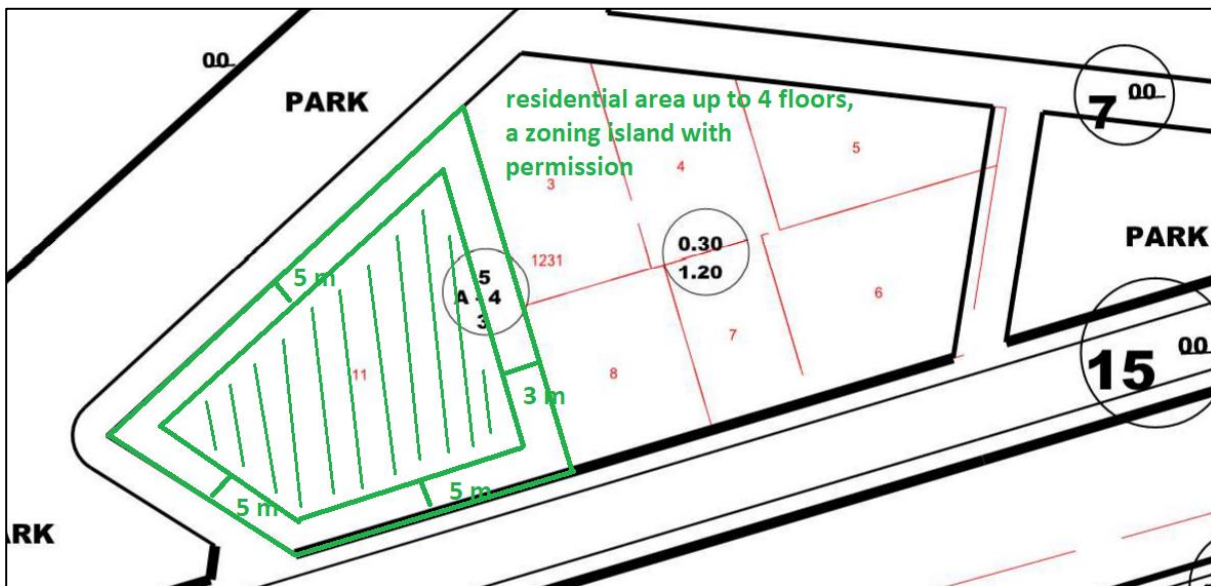 00
PARK
residential area up to 4 floors,
a zoning island with
permission
7 00
5
4
3
PARK
0.30
1.20
1231
5
A 4
3
5 m
6
7
15 00
11
8
3 m
5 m
5 m
ARK